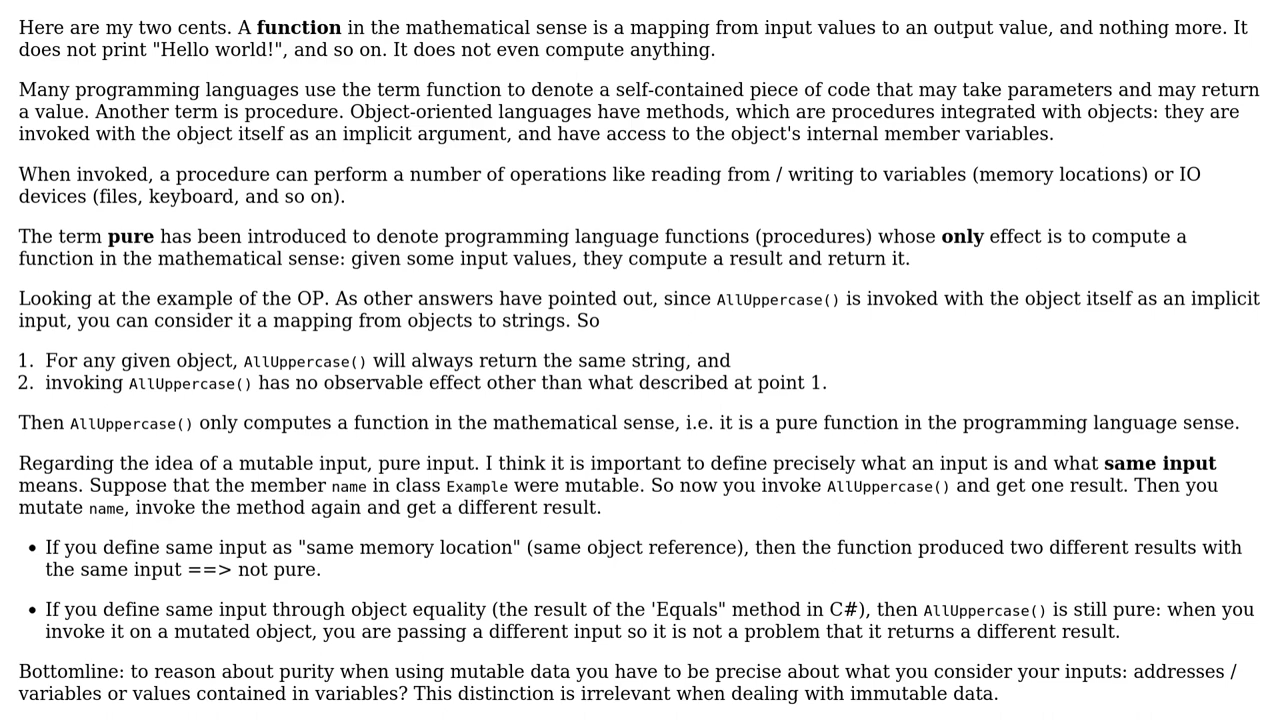 Here are my two cents. A function in the mathematical sense is a mapping from input values to an output value, and nothing more. It
does not print "Hello world!", and so on. It does not even compute anything.
Many programming languages use the term function to denote a self-contained piece of code that may take parameters and may return
a value. Another term is procedure. Object-oriented languages have methods, which are procedures integrated with objects: they are
invoked with the object itself as an implicit argument, and have access to the object's internal member variables.
When invoked, a procedure can perform a number of operations like reading from / writing to variables (memory locations) or IO
devices (files, keyboard, and so on).
The term pure has been introduced to denote programming language functions (procedures) whose only effect is to compute a
function in the mathematical sense: given some input values, they compute a result and return it.
Looking at the example of the OP. As other answers have pointed out, since AllUppercase() is invoked with the object itself as an implicit
input, you can consider it a mapping from objects to strings. So
1. For any given object, AllUppercase() will always return the same string, and
2. invoking AllUppercase() has no observable effect other than what described at point 1.
Then AllUppercase() only computes a function in the mathematical sense, i.e. it is a pure function in the programming language sense.
Regarding the idea of a mutable input, pure input. I think it is important to define precisely what an input is and what same input
means. Suppose that the member name in class Example were mutable. So now you invoke AllUppercase() and get one result. Then you
mutate name, invoke the method again and get a different result.
• If you define same input as "same memory location" (same object reference), then the function produced two different results with
the same input ==> not pure.
• If you define same input through object equality (the result of the 'Equals" method in C#), then AllUppercase() is still pure: when you
invoke it on a mutated object, you are passing a different input so it is not a problem that it returns a different result.
Bottomline: to reason about purity when using mutable data you have to be precise about what you consider your inputs: addresses /
variables or values contained in variables? This distinction is irrelevant when dealing with immutable data.